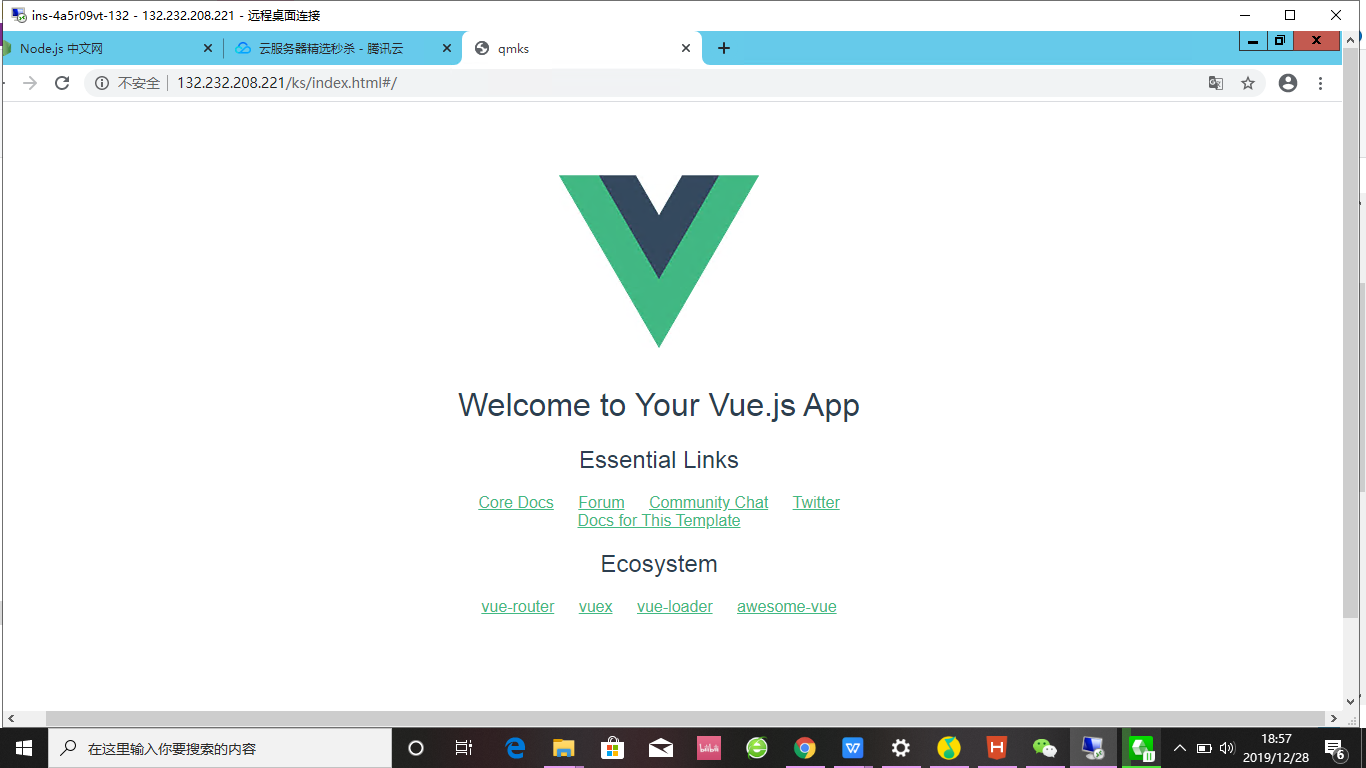 ins-4a5r09vt-132 - 132.232.208.221 - 远程桌面连接
Node.js 中文网 云服务器精选秒杀 - 腾讯云 qmks
不安全 132.232.208.221/ks/index.html#/
Welcome to Your Vue.js App
Essential Links
Core Docs Forum Community Chat Twitter
Docs for This Template
Ecosystem
vue-router vuex vue-loader awesome-vue
在这里输入你要搜索的内容
18:57
2019/12/28
6